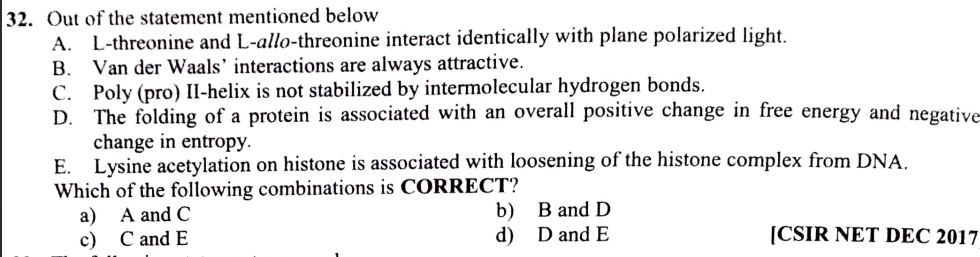 32. Out of the statement mentioned below
A. L-threonine and L-allo-threonine interact identically with plane polarized light.
B. Van der Waals' interactions are always attractive.
C. Poly (pro) II-helix is not stabilized by intermolecular hydrogen bonds.
D. The folding of a protein is associated with an overall positive change in free energy and negative
change in entropy.
E. Lysine acetylation on histone is associated with loosening of the histone complex from DNA.
Which of the following combinations is CORRECT?
a) A and C b) B and D
c) C and E d) D and E [CSIR NET DEC 2017